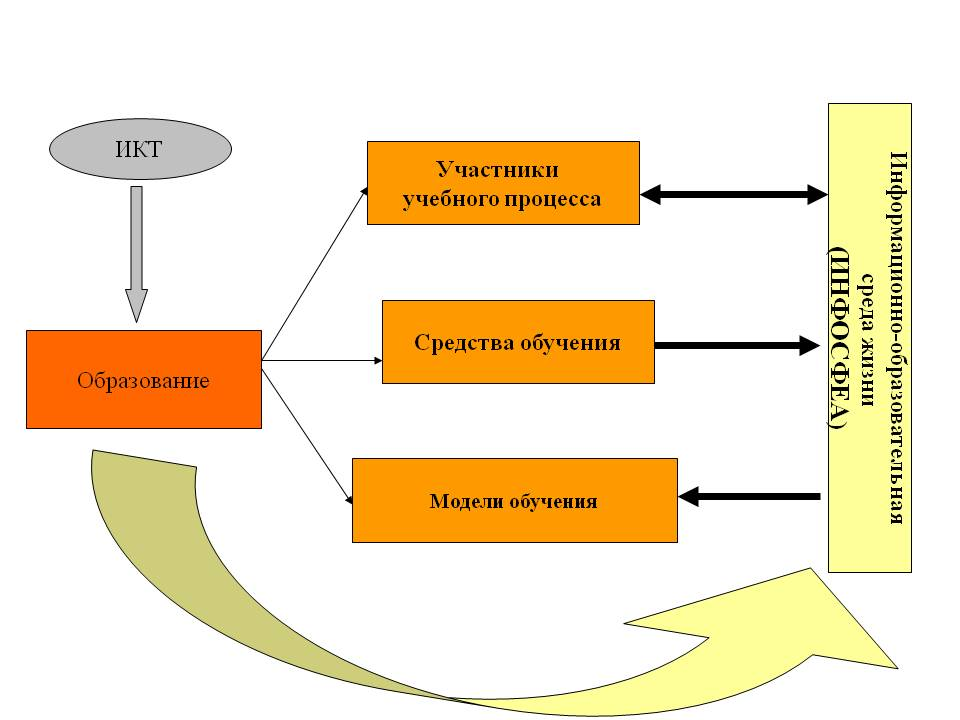 ИКТ
Участники
учебного процесса
Средства обучения
Образование
Модели обучения
Информационно-образовательная
среда жизни
(ИНФОСФЕА)